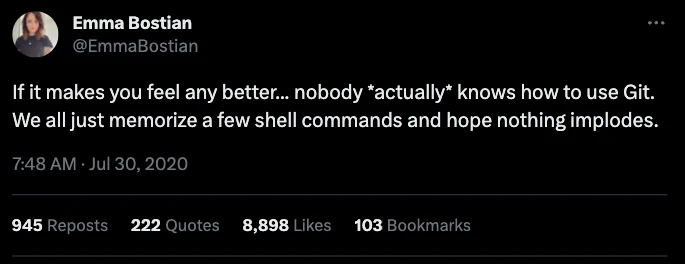 Emma Bostian
@EmmaBostian
If it makes you feel any better... nobody *actually* knows how to use Git.
We all just memorize a few shell commands and hope nothing implodes.
7:48 AM · Jul 30, 2020
945 Reposts 222 Quotes 8,898 Likes 103 Bookmarks